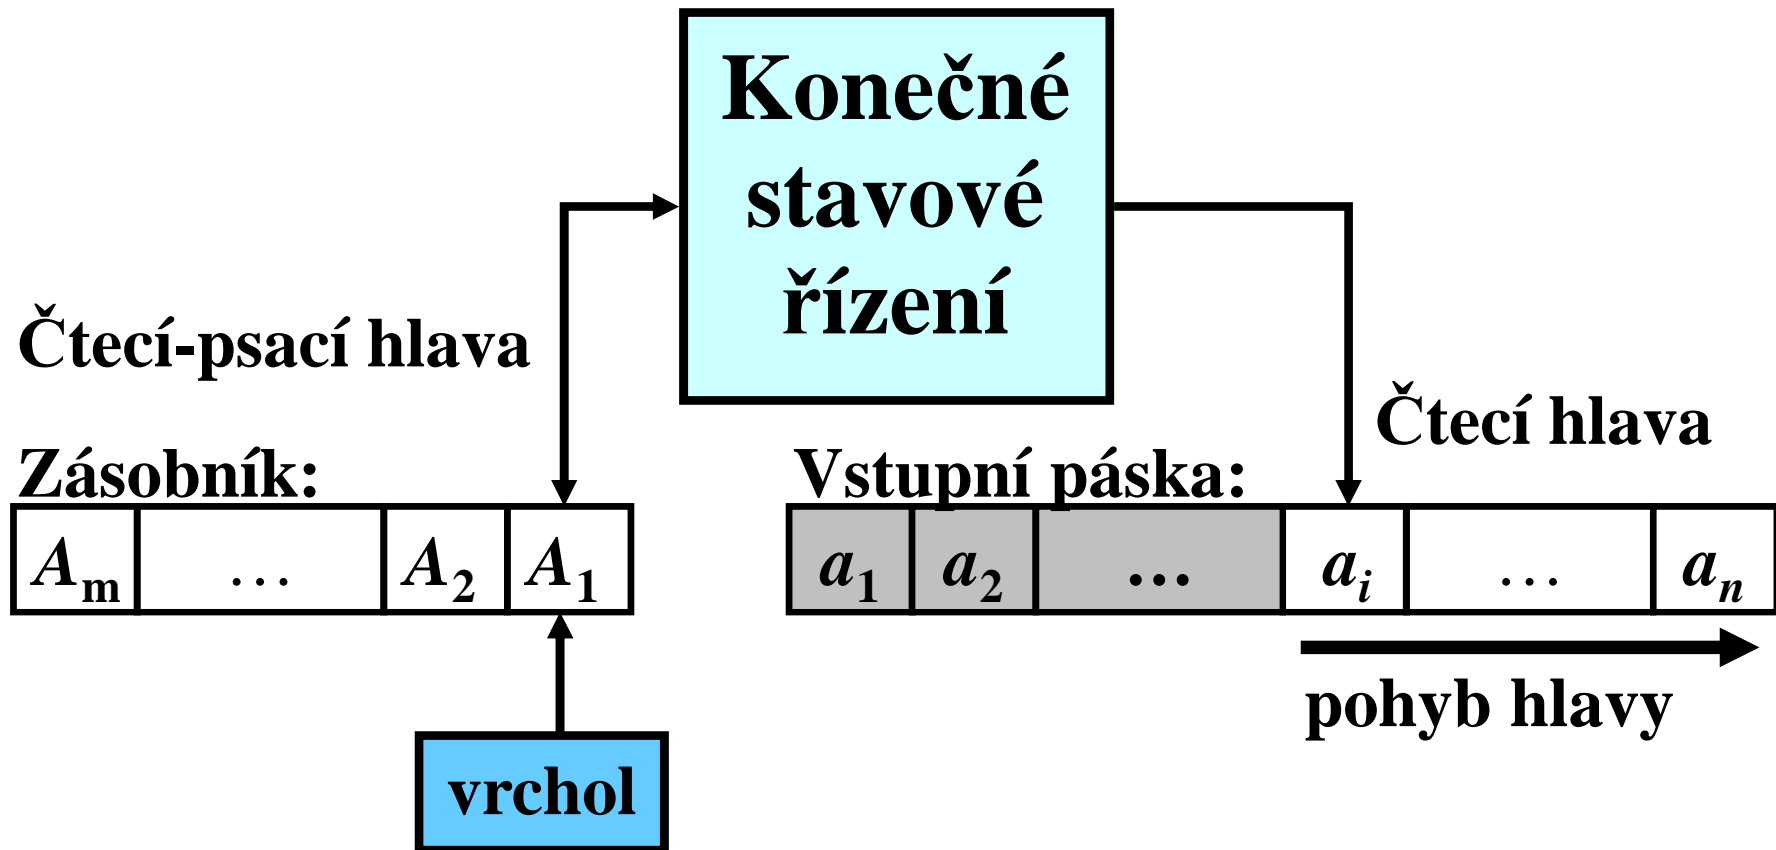 Konečné
stavové
řízení
Čtecí-psací hlava
Čtecí hlava
Zásobník:
Vstupní páska:
Am … A2 A1
a1 a2 … ai … an
pohyb hlavy
vrchol